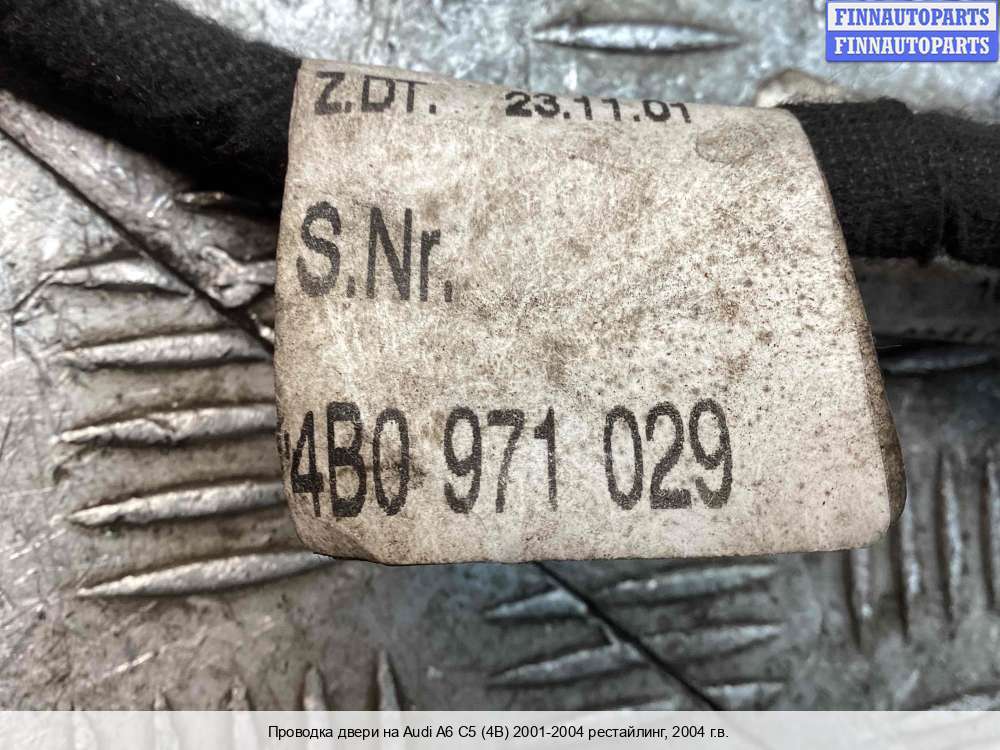 FINNAUTOPARTS
FINNAUTOPARTS
Z.DT. 23.11.01
S.Nr.
4B0 971 029
Проводка двери на Audi A6 C5 (4B) 2001-2004 рестайлинг, 2004 г.в.